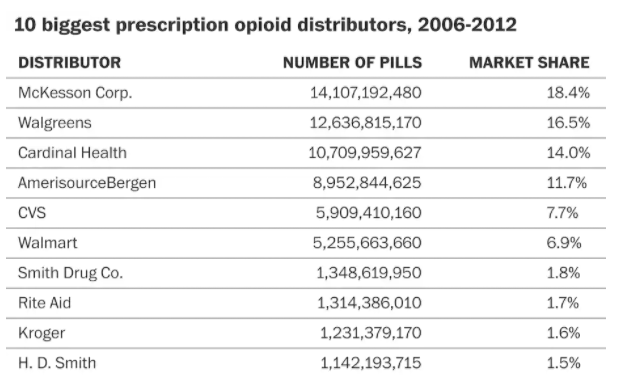 10 biggest prescription opioid distributors, 2006-2012
DISTRIBUTOR NUMBER OF PILLS MARKET SHARE
McKesson Corp. 14,107,192,480 18.4%
Walgreens 12,636,815,170 16.5%
Cardinal Health 10,709,959,627 14.0%
AmerisourceBergen 8,952,844,625 11.7%
CVS 5,909,410,160 7.7%
Walmart 5,255,663,660 6.9%
Smith Drug Co. 1,348,619,950 1.8%
Rite Aid 1,314,386,010 1.7%
Kroger 1,231,379,170 1.6%
H. D. Smith 1,142,193,715 1.5%